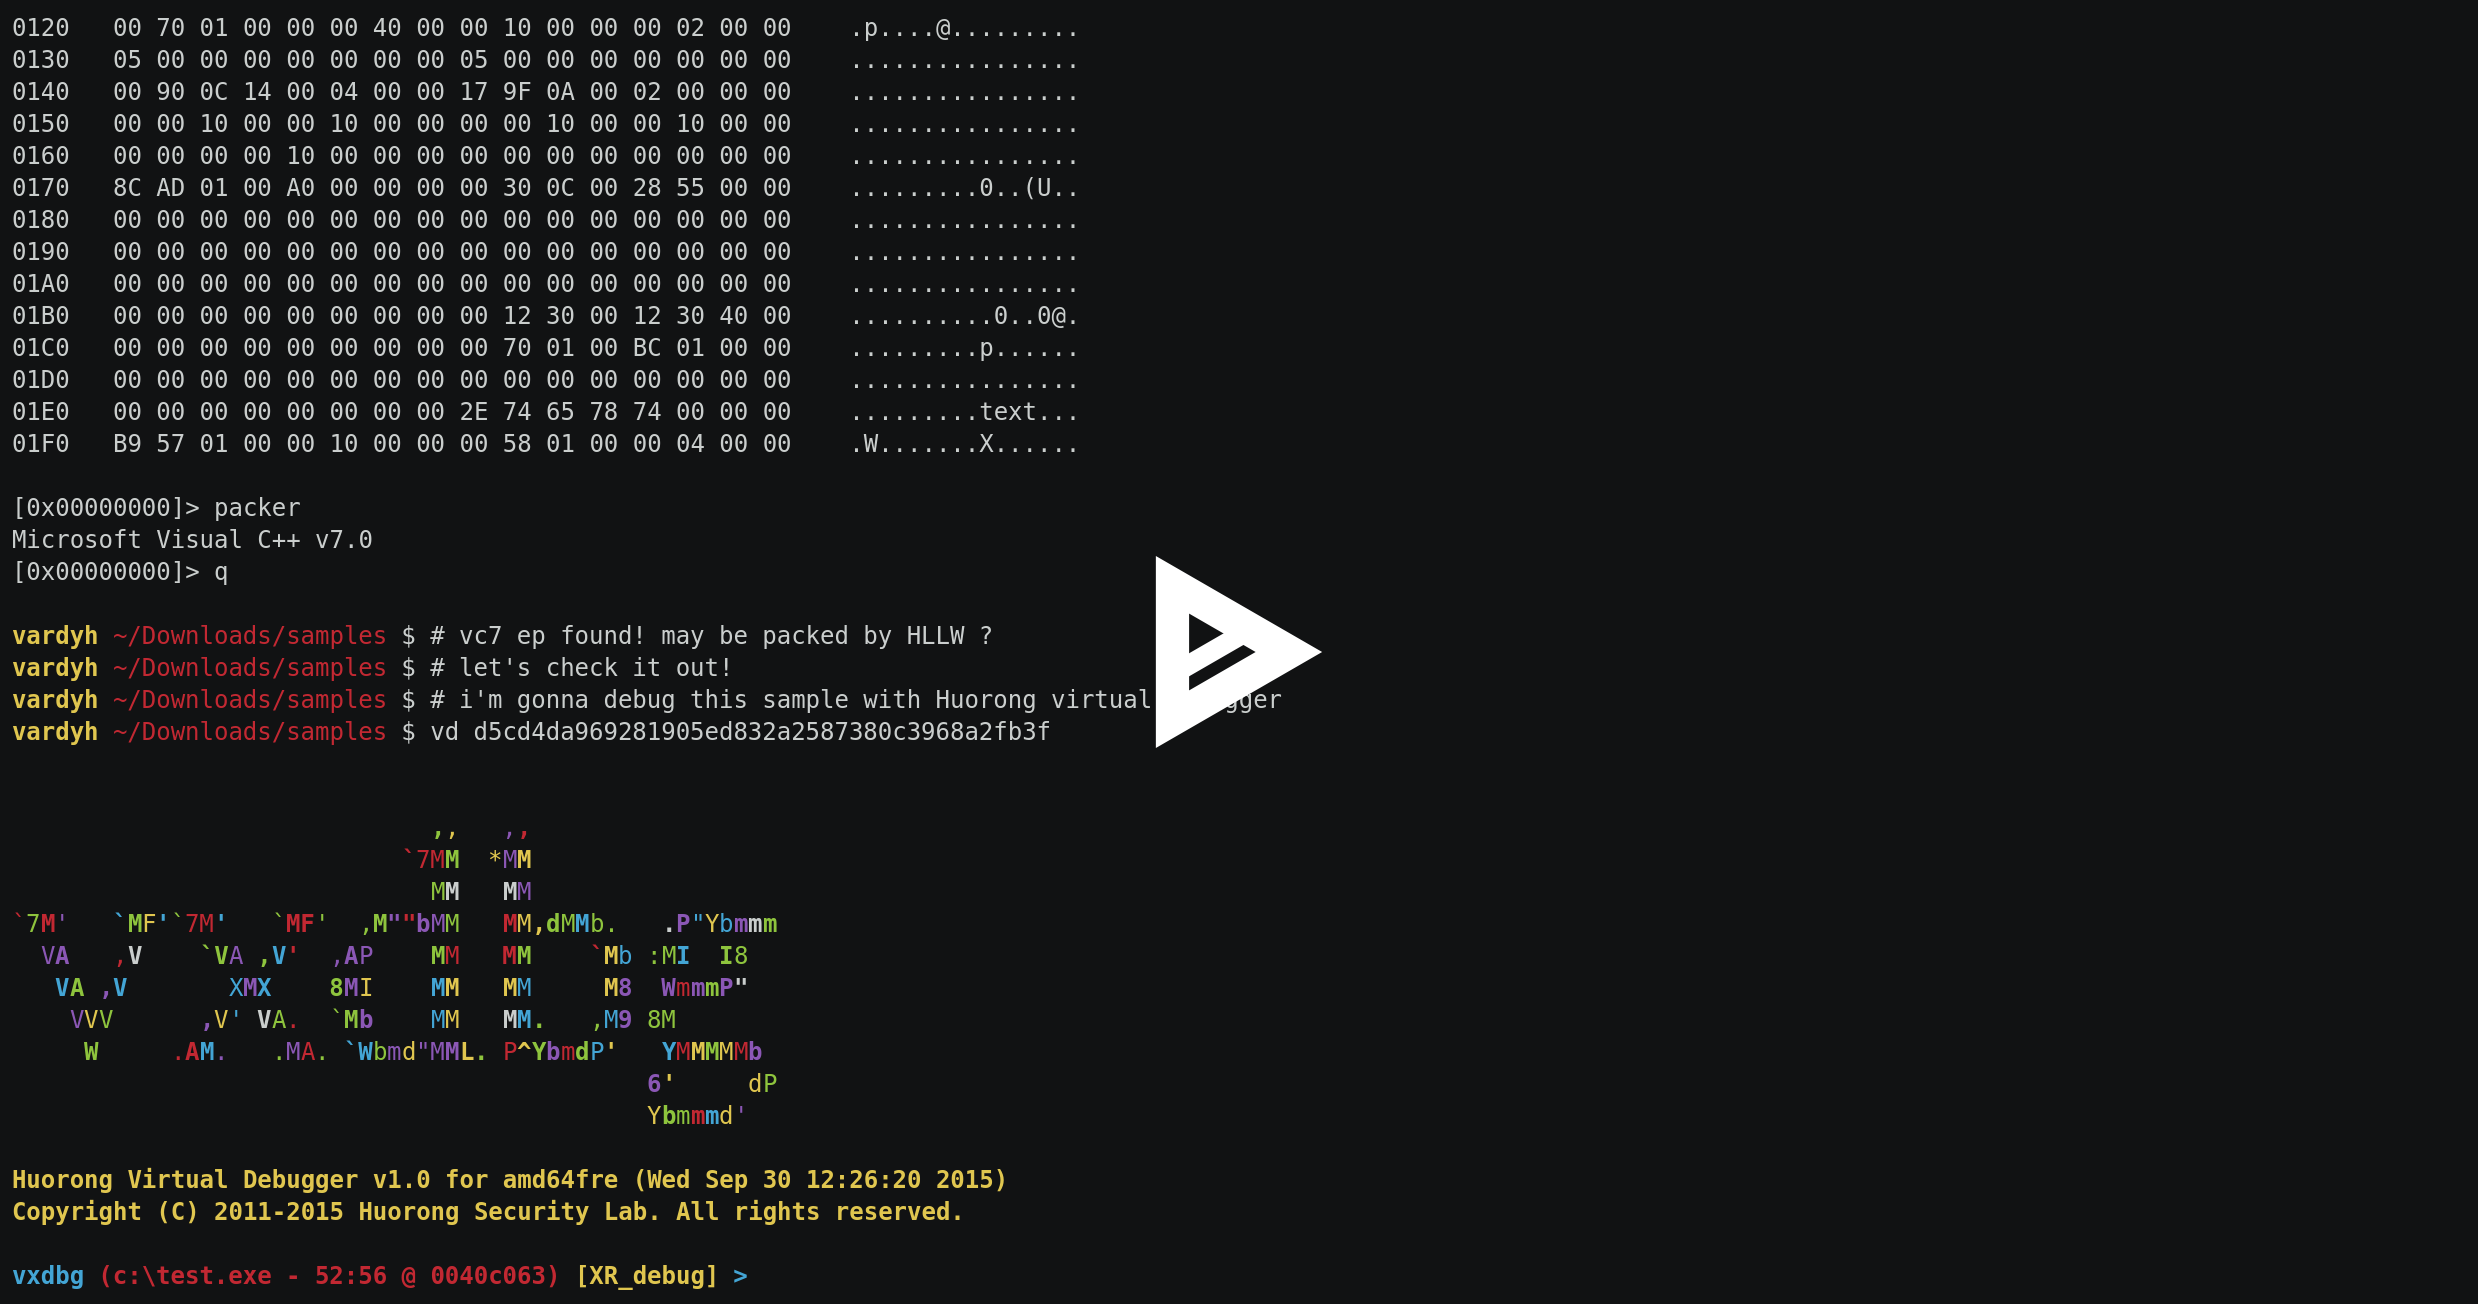 0120   00 70 01 00 00 00 40 00 00 10 00 00 00 02 00 00    .p....@.........
0130   05 00 00 00 00 00 00 00 05 00 00 00 00 00 00 00    ................
0140   00 90 0C 14 00 04 00 00 17 9F 0A 00 02 00 00 00    ................
0150   00 00 10 00 00 10 00 00 00 00 10 00 00 10 00 00    ................
0160   00 00 00 00 10 00 00 00 00 00 00 00 00 00 00 00    ................
0170   8C AD 01 00 A0 00 00 00 00 30 0C 00 28 55 00 00    .........0..(U..
0180   00 00 00 00 00 00 00 00 00 00 00 00 00 00 00 00    ................
0190   00 00 00 00 00 00 00 00 00 00 00 00 00 00 00 00    ................
01A0   00 00 00 00 00 00 00 00 00 00 00 00 00 00 00 00    ................
01B0   00 00 00 00 00 00 00 00 00 12 30 00 12 30 40 00    ..........0..0@.
01C0   00 00 00 00 00 00 00 00 00 70 01 00 BC 01 00 00    .........p......
01D0   00 00 00 00 00 00 00 00 00 00 00 00 00 00 00 00    ................
01E0   00 00 00 00 00 00 00 00 2E 74 65 78 74 00 00 00    .........text...
01F0   B9 57 01 00 00 10 00 00 00 58 01 00 00 04 00 00    .W.......X......
[0x00000000]> packer
Microsoft Visual C++ v7.0
[0x00000000]> q
vardyh ~/Downloads/samples $ # vc7 ep found! may be packed by HLLW ?
vardyh ~/Downloads/samples $ # let's check it out!
vardyh ~/Downloads/samples $ # i'm gonna debug this sample with Huorong virtual
vardyh ~/Downloads/samples $ vd d5cd4da969281905ed832a2587380c3968a2fb3f
                             ,,   ,,
                           `7MM  *MM
                             MM   MM
`7M'   `MF'`7M'   `MF'  ,M""bMM   MM,dMMb.   .P"Ybmmm
  VA   ,V    `VA ,V'  ,AP    MM   MM    `Mb :MI  I8
   VA ,V       XMX    8MI    MM   MM     M8  WmmmP"
    VVV      ,V' VA.  `Mb    MM   MM.   ,M9 8M
     W     .AM.   .MA. `Wbmd"MML. P^YbmdP'   YMMMMMb
                                            6'     dP
                                            Ybmmmd'
Huorong Virtual Debugger v1.0 for amd64fre (Wed Sep 30 12:26:20 2015)
Copyright (C) 2011-2015 Huorong Security Lab. All rights reserved.
vxdbg (c:\test.exe - 52:56 @ 0040c063) [XR_debug] >